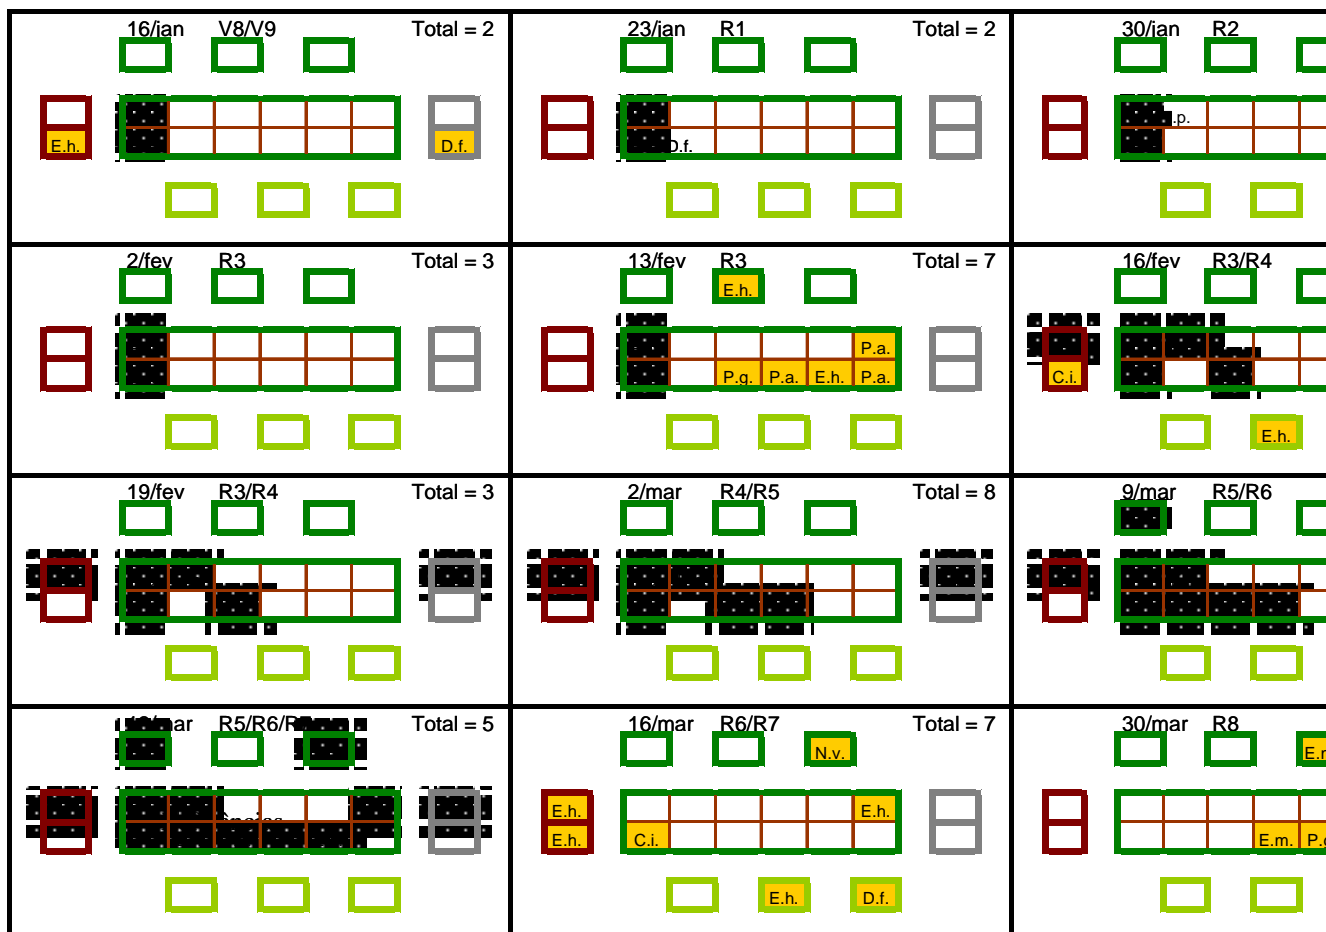 16/jan V8/V9 Total = 2
E.h. D.f.
23/jan R1 Total = 2
D.f.
30/jan R2
.p.
2/fev R3 Total = 3
13/fev R3 Total = 7
E.h.
P.a.
P.g. P.a. E.h. P.a.
16/fev R3/R4
C.i.
E.h.
19/fev R3/R4 Total = 3
2/mar R4/R5 Total = 8
9/mar R5/R6
/mar R5/R6/R Total = 5
16/mar R6/R7 Total = 7
N.v.
E.h. E.h.
E.h. C.i.
E.h. D.f.
30/mar R8
E.m.